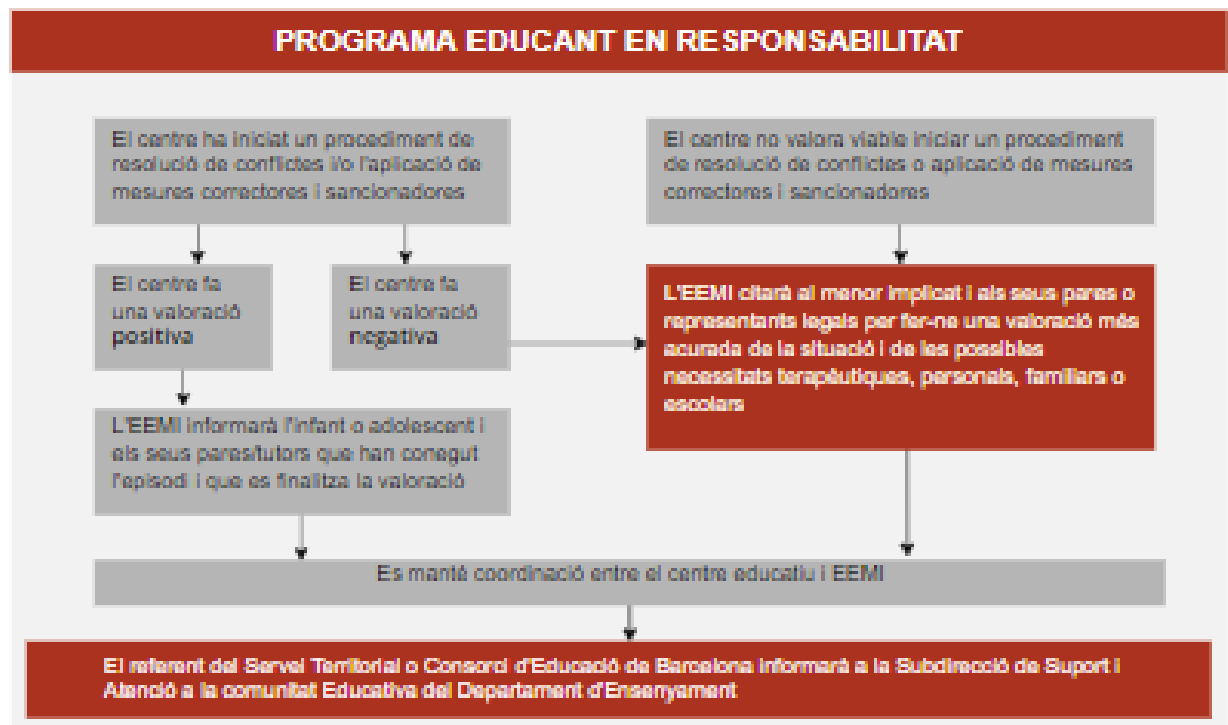 PROGRAMA EDUCANT EN RESPONSABILITAT
El centre ha iniciat un procediment de
resolució de conflictes i/o l'aplicació de
mesures correctores i sancionadores
El centre no valora viable iniciar un procediment
de resolució de conflictes o aplicació de mesures
correctores i sancionadores
El centre fa
una valoració
positiva
El centre fa
una valoració
negativa
L'EEMI citarà al menor implicat i als seus pares o
representants legals per fer-ne una valoració més
acurada de la situació i de les possibles
necessitats terapèutiques, personals, familiars o
escolars
L'EEMI informarà l'infant o adolescent i
els seus pares/tutors que han conegut
l'episodi i que es finalitza la valoració
Es manté coordinació entre el centre educatiu i EEMI
El referent del Servei Territorial o Consorci d'Educació de Barcelona informarà a la Subdirecció de Suport i
Atenció a la comunitat Educativa del Departament d'Ensenyament